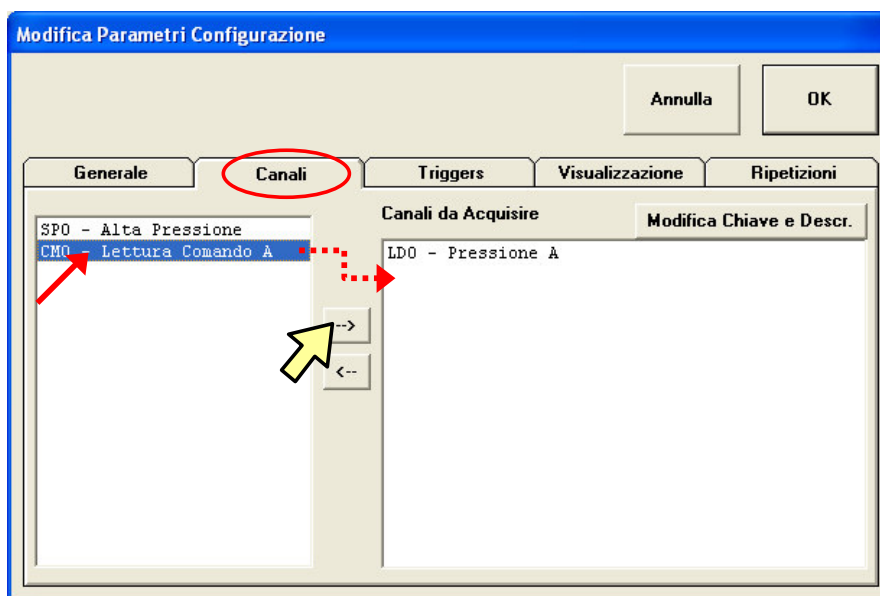 Modifica Parametri Configurazione
Annulla
OK
Generale
Canali
Triggers
Visualizzazione
Ripetizioni
Canali da Acquisire
Modifica Chiave e Descr.
SP0 - Alta Pressione
CM0 - Lettura Comando A
LD0 - Pressione A
-->
<--